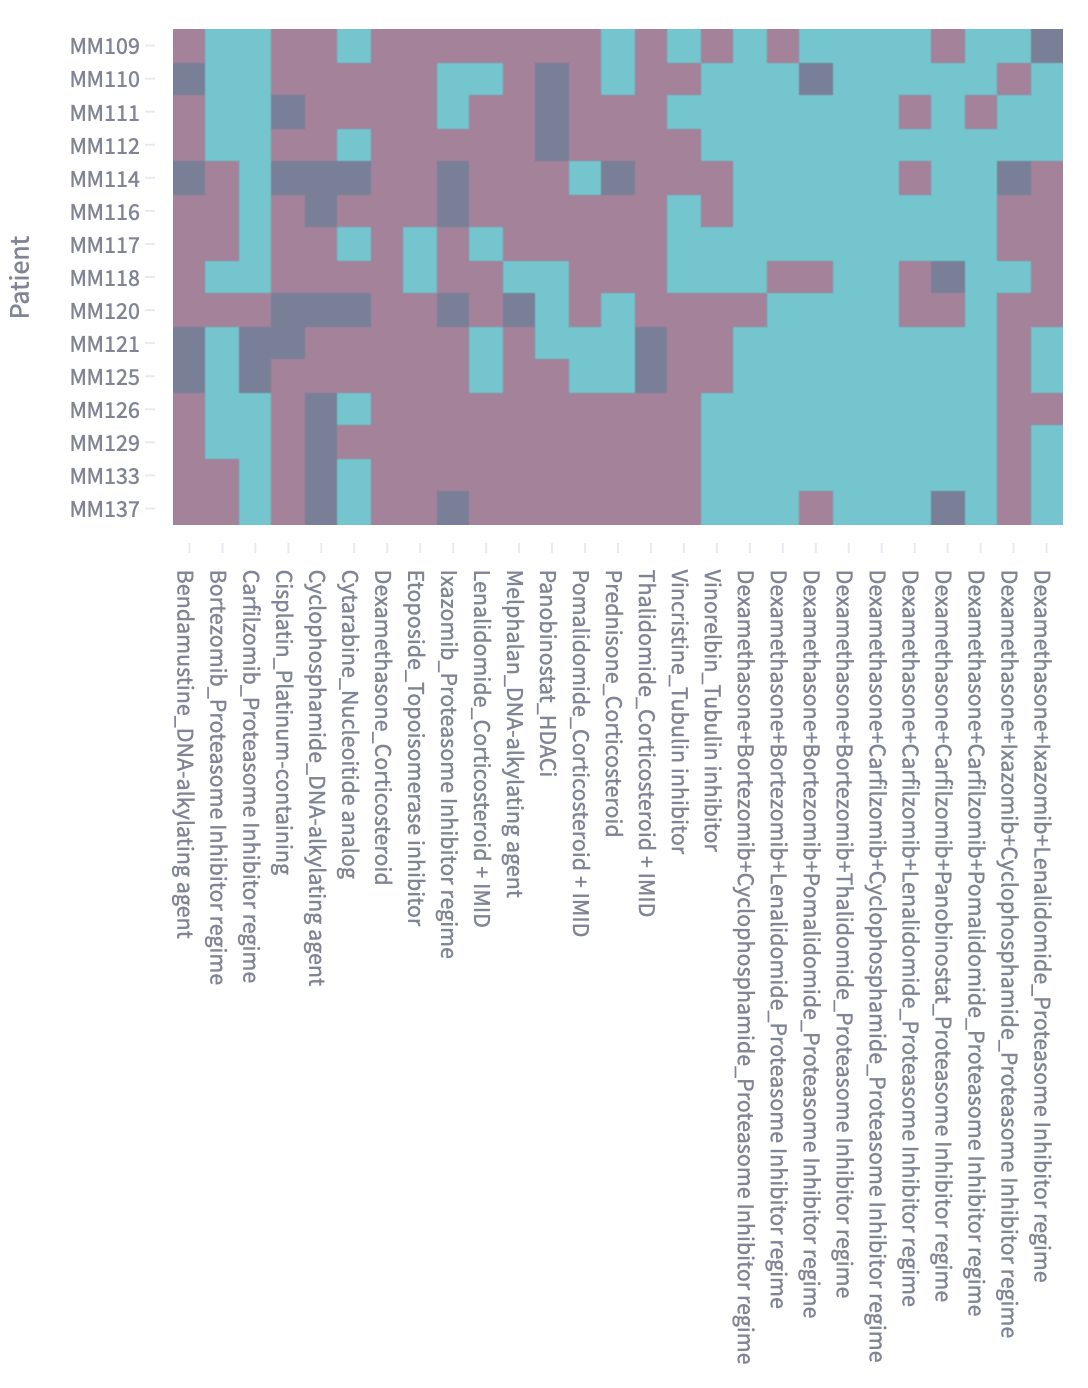 Patient
MM109
MM110
MM111
MM112
MM114
MM116
MM117
MM118
MM120
MM121
MM125
MM126
MM129
MM133
MM137
Bendamustine_DNA-alkylating agent
Bortezomib_Proteasome Inhibitor regime
Carfilzomib_Proteasome Inhibitor regime
Cisplatin_Platinum-containing
Cyclophosphamide_DNA-alkylating agent
Cytarabine_Nucleoitide analog
Dexamethasone_Corticosteroid
Etoposide_Topoisomerase inhibitor
Ixazomib_Proteasome Inhibitor regime
Lenalidomide_Corticosteroid + IMID
Melphalan_DNA-alkylating agent
Panobinostat_HDACi
Pomalidomide_Corticosteroid + IMID
Prednisone_Corticosteroid
Thalidomide_Corticosteroid + IMID
Vincristine_Tubulin inhibitor
Vinorelbin_Tubulin inhibitor
Dexamethasone+Bortezomib+Cyclophosphamide_Proteasome Inhibitor regime
Dexamethasone+Bortezomib+Lenalidomide_Proteasome Inhibitor regime
Dexamethasone+Bortezomib+Pomalidomide_Proteasome Inhibitor regime
Dexamethasone+Bortezomib+Thalidomide_Proteasome Inhibitor regime
Dexamethasone+Carfilzomib+Cyclophosphamide_Proteasome Inhibitor regime
Dexamethasone+Carfilzomib+Lenalidomide_Proteasome Inhibitor regime
Dexamethasone+Carfilzomib+Panobinostat_Proteasome Inhibitor regime
Dexamethasone+Carfilzomib+Pomalidomide_Proteasome Inhibitor regime
Dexamethasone+Ixazomib+Cyclophosphamide_Proteasome Inhibitor regime
Dexamethasone+Ixazomib+Lenalidomide_Proteasome Inhibitor regime